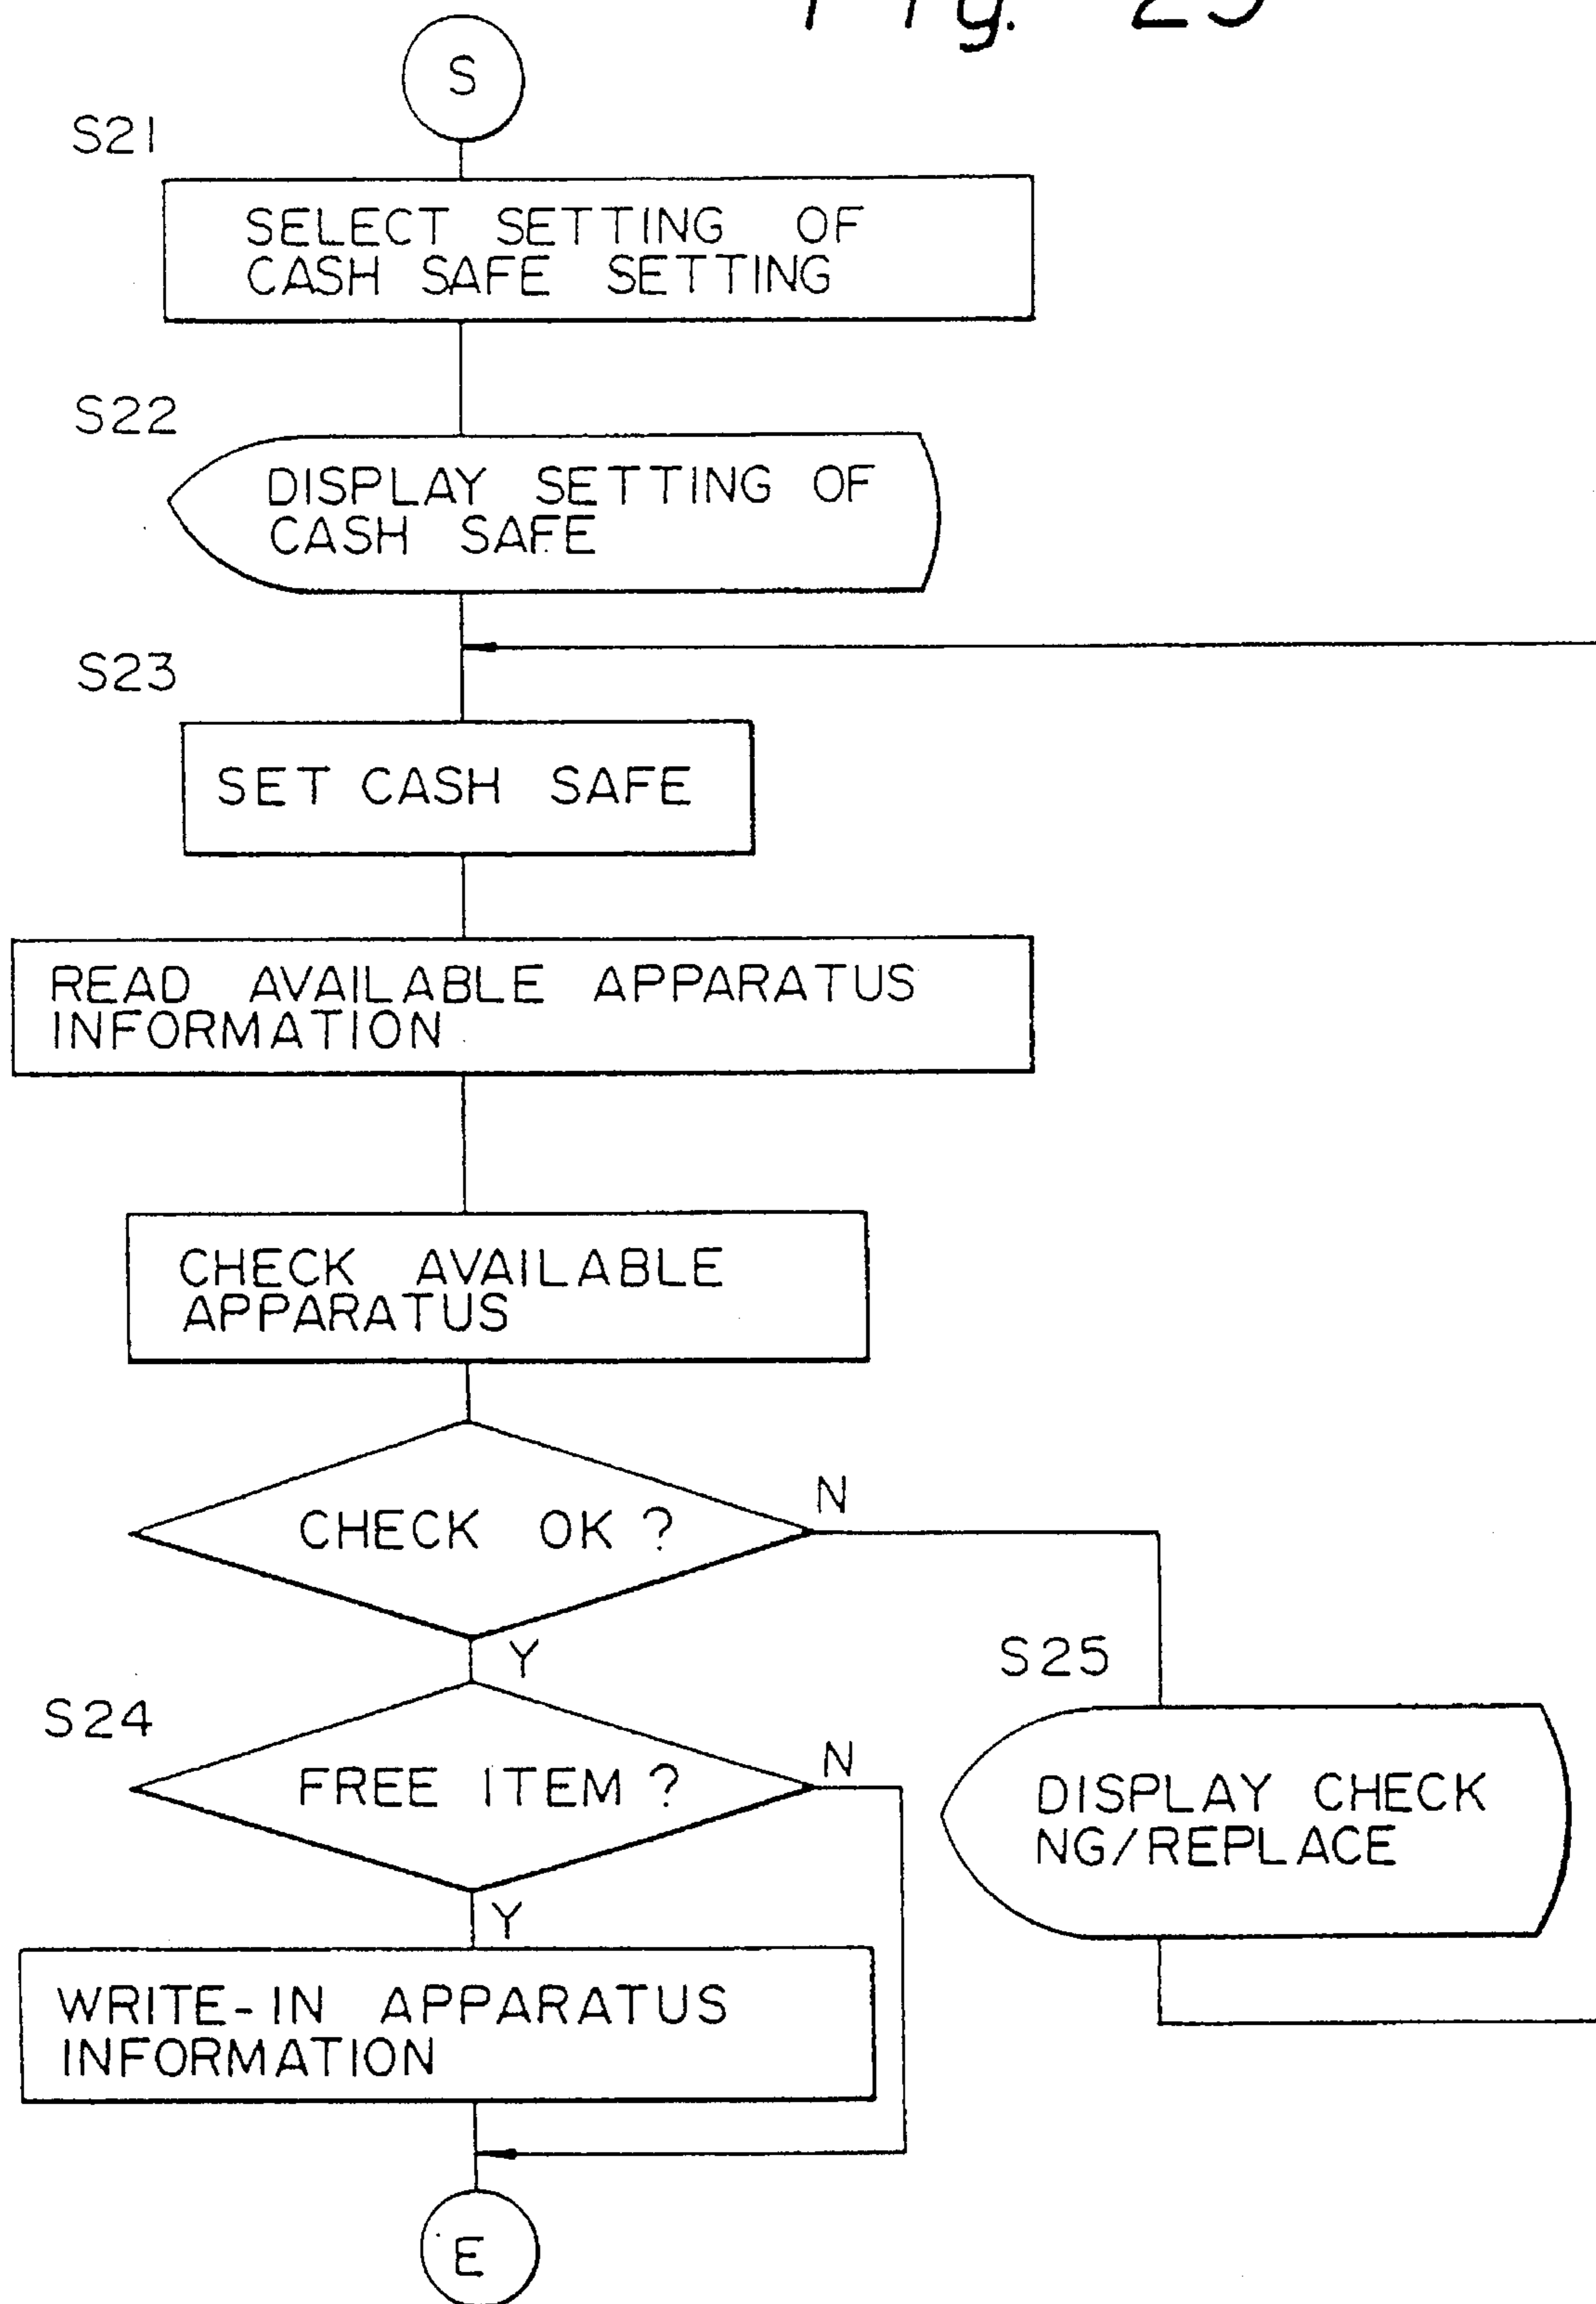 Fig. 25
S
S21
SELECT SETTING OF
CASH SAFE SETTING
S22
DISPLAY SETTING OF
CASH SAFE
S23
SET CASH SAFE
READ AVAILABLE APPARATUS
INFORMATION
CHECK AVAILABLE
APPARATUS
CHECK OK ?
N
Y
S25
S24
FREE ITEM ?
N
DISPLAY CHECK
NG/REPLACE
Y
WRITE-IN APPARATUS
INFORMATION
E